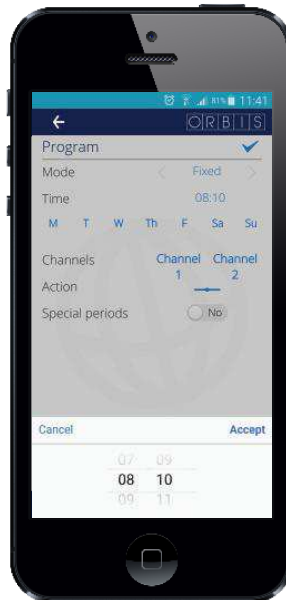 81% 11:41
ORBIS
Program
Mode Fixed
Time 08:10
M T W Th F Sa Su
Channels Channel 1 Channel 2
Action
Special periods No
Cancel Accept
07 09
08 10
09 11